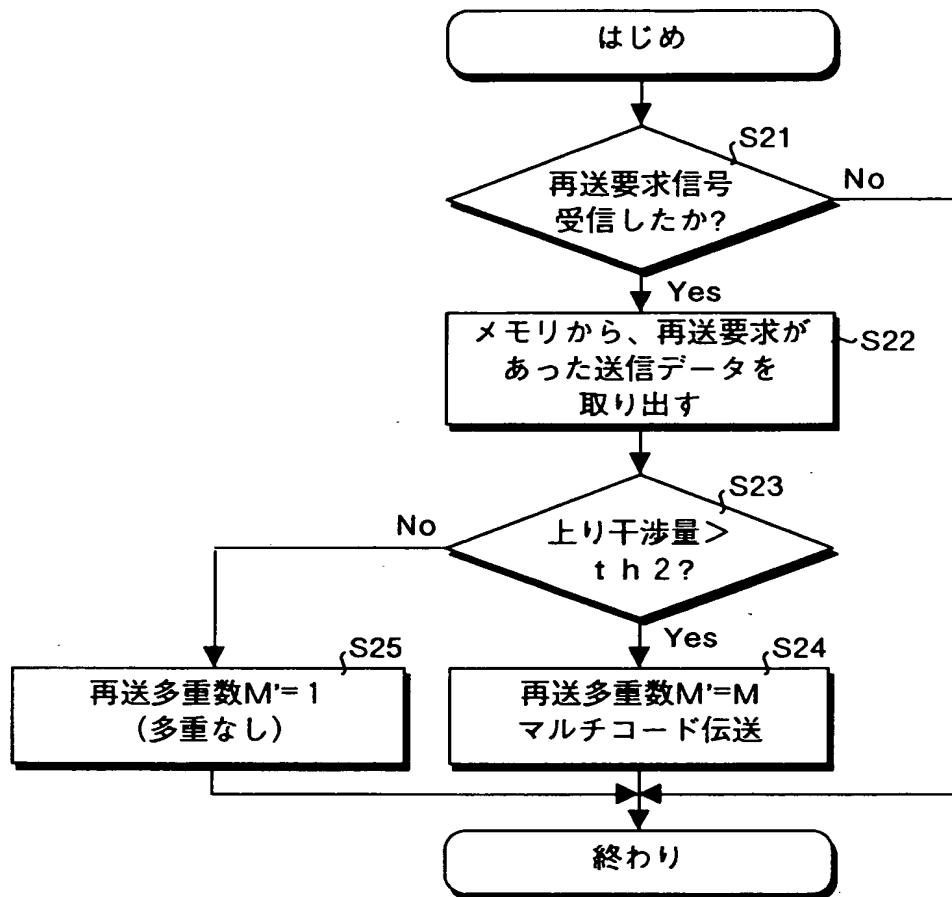 はじめ
S21
再送要求信号
受信したか?
No
Yes
メモリから、再送要求が
あった送信データを
取り出す
S22
S23
上り干渉量>
th2?
No
Yes
S25
再送多重数M'=1
(多重なし)
S24
再送多重数M'=M
マルチコード伝送
終わり